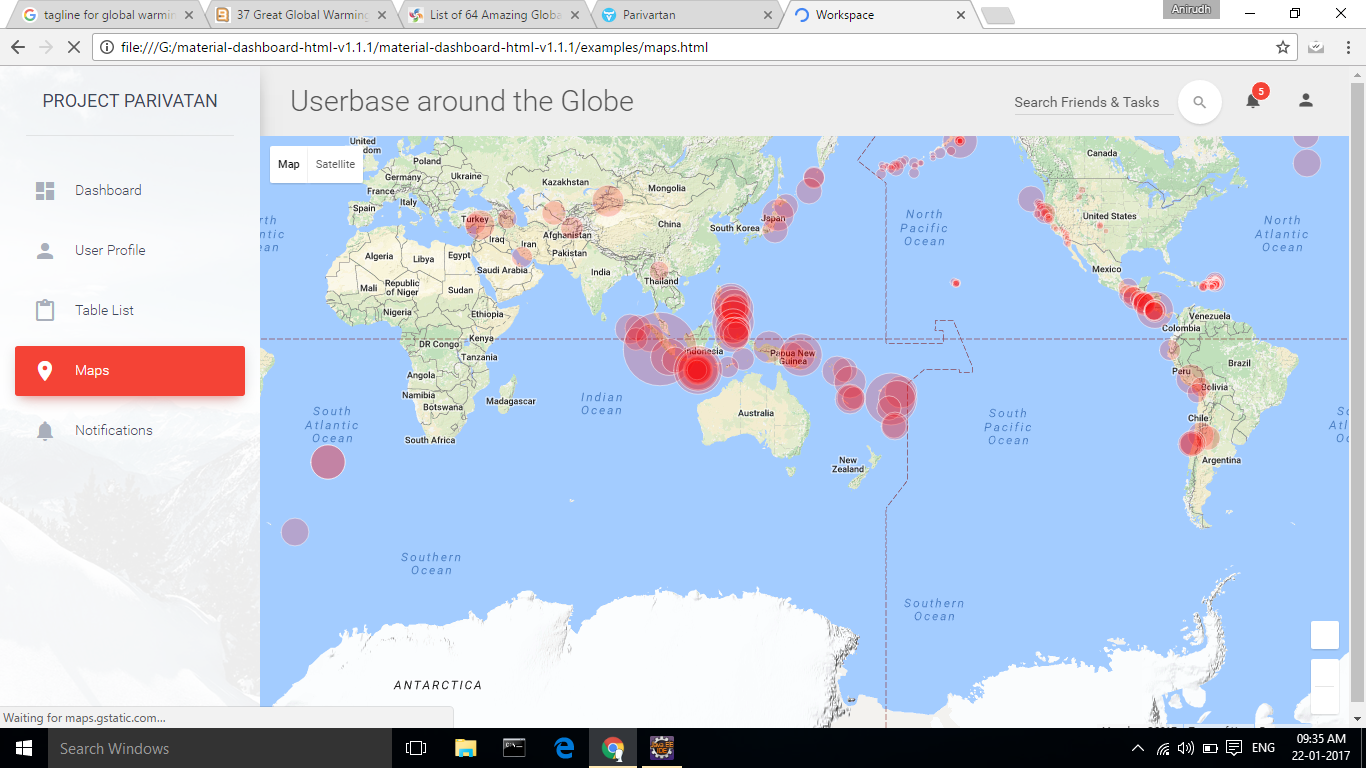 tagline for global warmin
37 Great Global Warming
List of 64 Amazing Globa
Parivartan
Workspace
Anirudh
file:///G:/material-dashboard-html-v1.1.1/material-dashboard-html-v1.1.1/examples/maps.html
PROJECT PARIVATAN
Dashboard
User Profile
Table List
Maps
Notifications
Userbase around the Globe
Search Friends & Tasks
5
Map
Satellite
United
Kingdom
Poland
Germany
Ukraine
France
Italy
Spain
Kazakhstan
Mongolia
Turkey
China
Japan
South Korea
Afghanistan
Iraq
Iran
Pakistan
Algeria
Libya
Egypt
Saudi Arabia
India
Thailand
Mali
Republic
of Niger
Sudan
Nigeria
Ethiopia
DR Congo
Kenya
Tanzania
Angola
Namibia
Botswana
Madagascar
South Africa
Indonesia
Papua New
Guinea
Australia
New
Zealand
Indian
Ocean
South
Atlantic
Ocean
Southern
Ocean
ANTARCTICA
Canada
United States
North
Pacific
Ocean
North
Atlantic
Ocean
Mexico
Venezuela
Colombia
Peru
Brazil
Bolivia
Chile
Argentina
South
Pacific
Ocean
Southern
Ocean
Waiting for maps.gstatic.com...
Search Windows
ENG
09:35 AM
22-01-2017